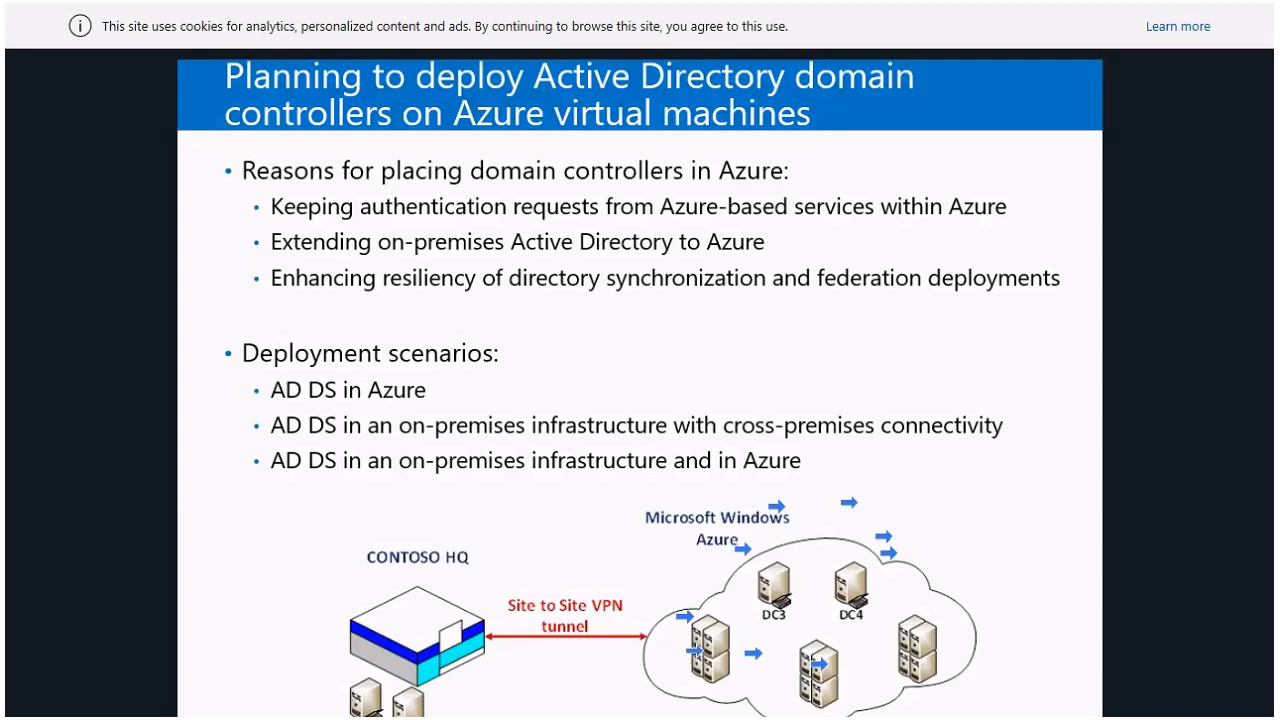 This site uses cookies for analytics, personalized content and ads. By continuing to browse this site, you agree to this use.
Learn more
Planning to deploy Active Directory domain
controllers on Azure virtual machines
• Reasons for placing domain controllers in Azure:
• Keeping authentication requests from Azure-based services within Azure
• Extending on-premises Active Directory to Azure
• Enhancing resiliency of directory synchronization and federation deployments
• Deployment scenarios:
• AD DS in Azure
• AD DS in an on-premises infrastructure with cross-premises connectivity
• AD DS in an on-premises infrastructure and in Azure
Microsoft Windows
Azure
CONTOSO HQ
Site to Site VPN
tunnel
DC3
DC4